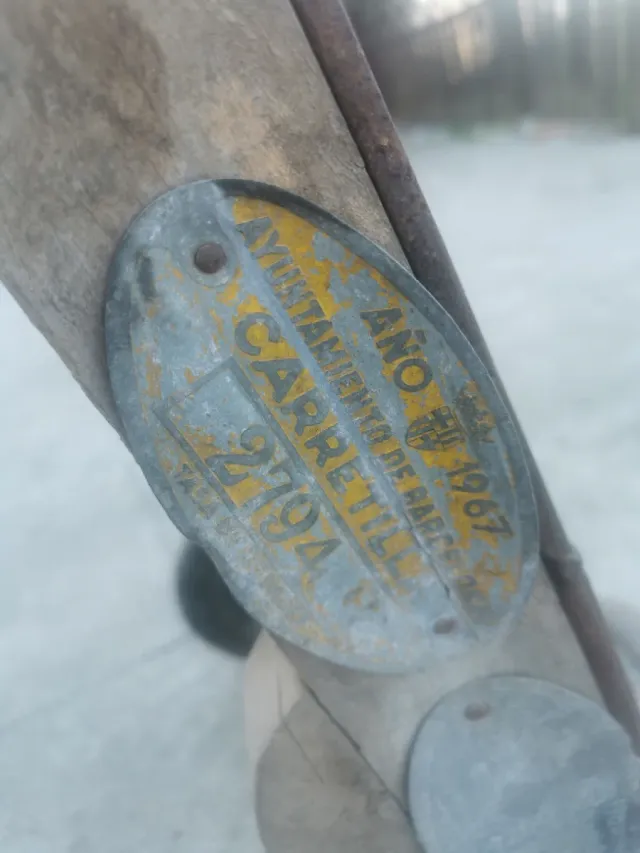 AÑO 1967
AYUNTAMIENTO DE BARCELONA
CARRETILLA
2794